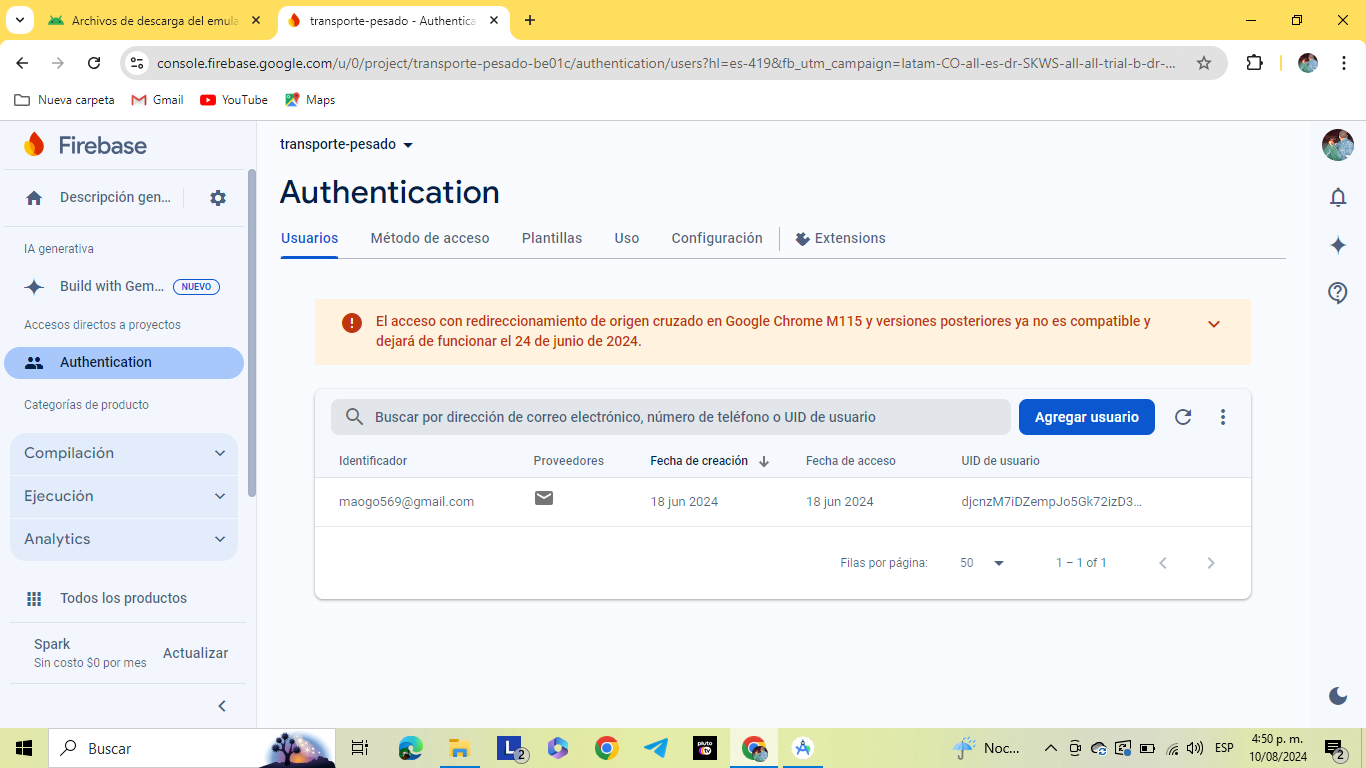 Archivos de descarga del emula
transporte-pesado - Authentica
console.firebase.google.com/u/0/project/transporte-pesado-be01c/authentication/users?hl=es-419&fb_utm_campaign=latam-CO-all-es-dr-SKWS-all-all-trial-b-dr-...
Nueva carpeta
Gmail
YouTube
Maps
Firebase
transporte-pesado
Descripción gen...
Authentication
Usuarios
Método de acceso
Plantillas
Uso
Configuración
Extensions
IA generativa
Build with Gem... NUEVO
Accesos directos a proyectos
Authentication
Categorías de producto
Compilación
Ejecución
Analytics
Todos los productos
Spark
Sin costo $0 por mes
Actualizar
El acceso con redireccionamiento de origen cruzado en Google Chrome M115 y versiones posteriores ya no es compatible y
dejará de funcionar el 24 de junio de 2024.
Buscar por dirección de correo electrónico, número de teléfono o UID de usuario
Agregar usuario
Identificador Proveedores Fecha de creación Fecha de acceso UID de usuario
maogo569@gmail.com 18 jun 2024 18 jun 2024 djcnzM7iDZempJo5Gk72izD3...
Filas por página: 50 1 – 1 of 1
Buscar
L 2
pluto tv
Noc...
ESP
4:50 p. m.
10/08/2024
2